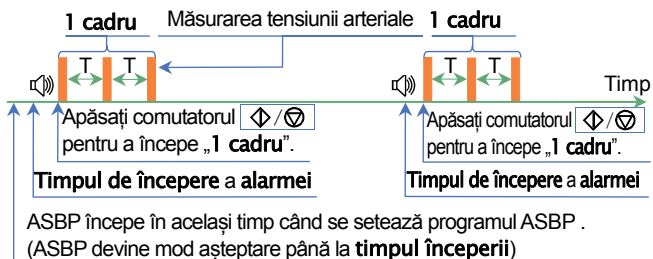 1 cadru Măsurarea tensiunii arteriale 1 cadru
T T T T
Timp
Apăsați comutatorul /
pentru a începe „1 cadru”.
Apăsați comutatorul /
pentru a începe „1 cadru”.
Timpul de începere a alarmei Timpul de începere a alarmei
ASBP începe în același timp când se setează programul ASBP .
(ASBP devine mod așteptare până la timpul începerii)